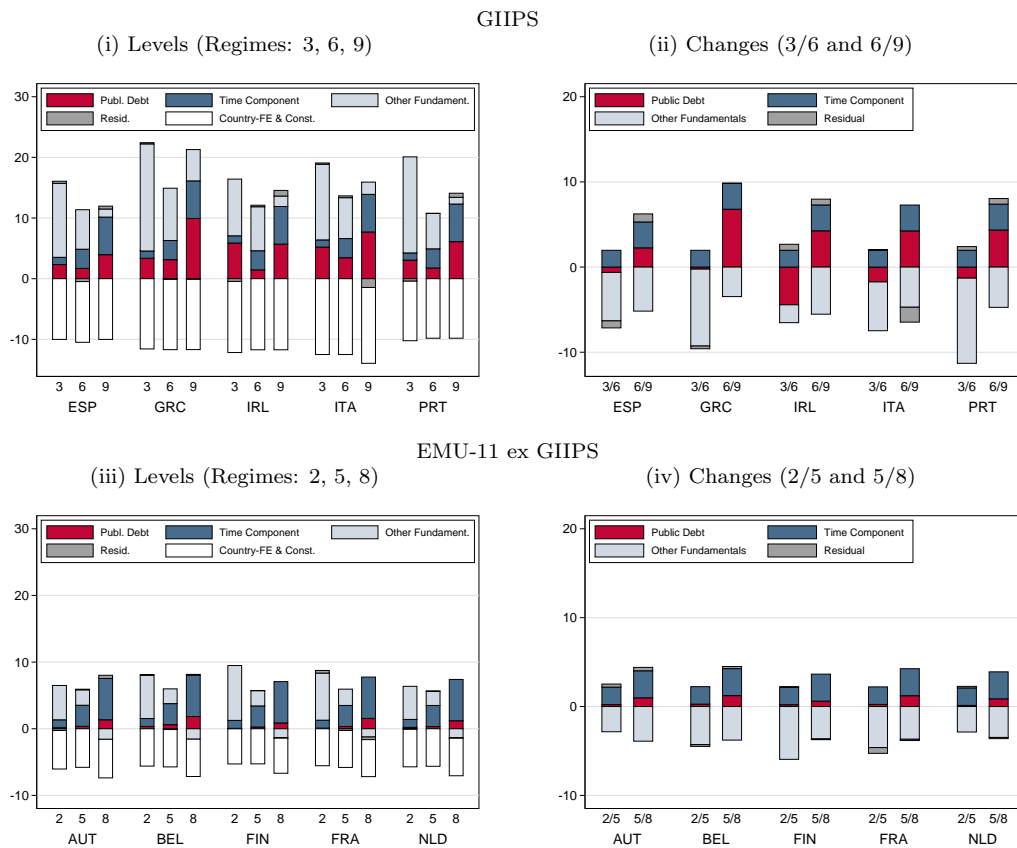 GIIPS
(i) Levels (Regimes: 3, 6, 9)
30
20
10
0
-10
Publ. Debt
Time Component
Other Fundament.
Resid.
Country-FE & Const.
3 6 9 3 6 9 3 6 9 3 6 9 3 6 9
ESP GRC IRL ITA PRT
(ii) Changes (3/6 and 6/9)
20
10
0
-10
Public Debt
Time Component
Other Fundamentals
Residual
3/6 6/9 3/6 6/9 3/6 6/9 3/6 6/9 3/6 6/9
ESP GRC IRL ITA PRT
EMU-11 ex GIIPS
(iii) Levels (Regimes: 2, 5, 8)
30
20
10
0
-10
Publ. Debt
Time Component
Other Fundament.
Resid.
Country-FE & Const.
2 5 8 2 5 8 2 5 8 2 5 8 2 5 8
AUT BEL FIN FRA NLD
(iv) Changes (2/5 and 5/8)
20
10
0
-10
Public Debt
Time Component
Other Fundamentals
Residual
2/5 5/8 2/5 5/8 2/5 5/8 2/5 5/8 2/5 5/8
AUT BEL FIN FRA NLD